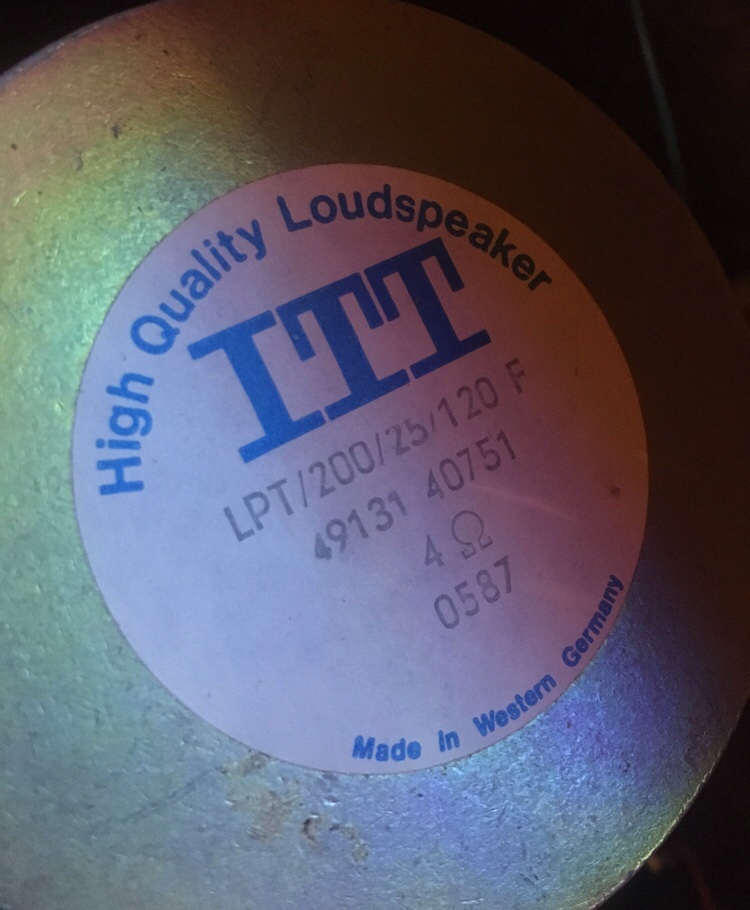 High Quality Loudspeaker
ITT
LPT/200/25/120 F
49131 40751
4 Ω
0587
Made in Western Germany